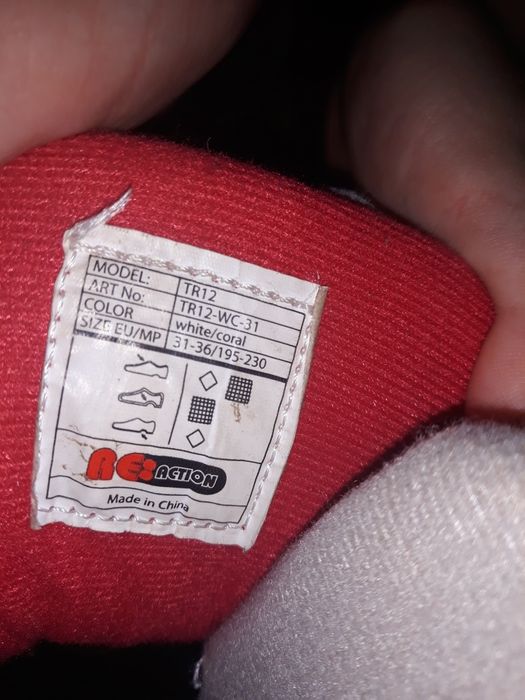 MODEL: TR12
ART No: TR12-WC-31
COLOR white/coral
SIZE EU/MP 31-36/195-230
RE:ACTION
Made in China